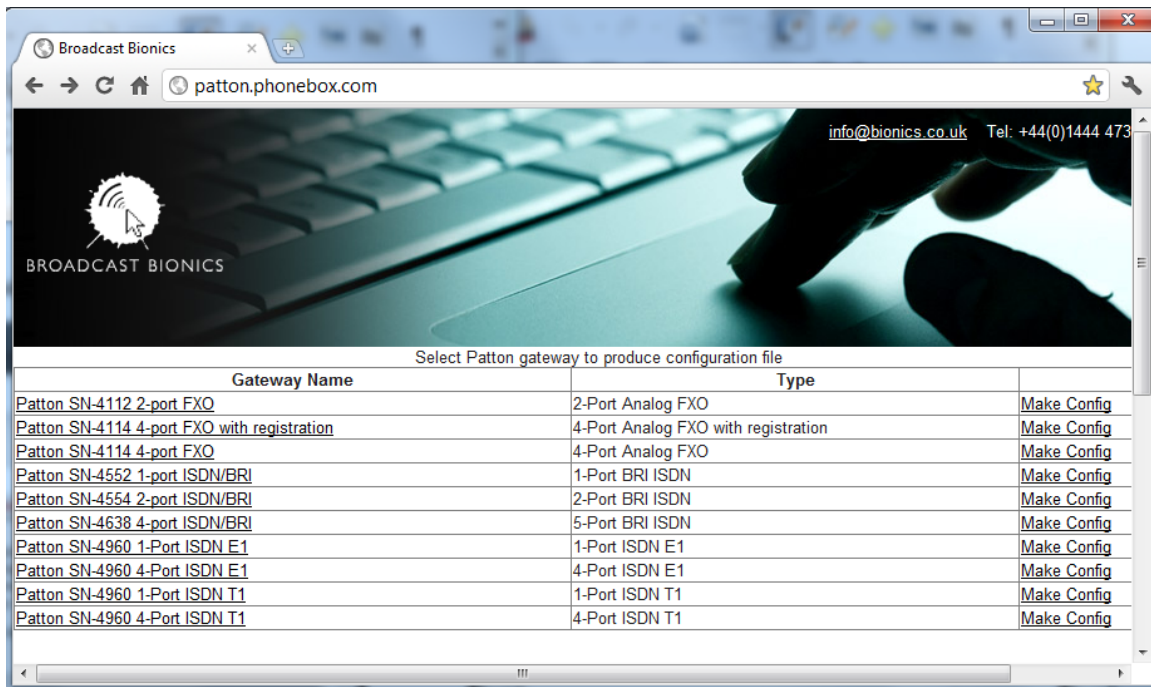 Broadcast Bionics
patton.phonebox.com
info@bionics.co.uk Tel: +44(0)1444 473
BROADCAST BIONICS
Select Patton gateway to produce configuration file
Gateway Name Type
Patton SN-4112 2-port FXO 2-Port Analog FXO Make Config
Patton SN-4114 4-port FXO with registration 4-Port Analog FXO with registration Make Config
Patton SN-4114 4-port FXO 4-Port Analog FXO Make Config
Patton SN-4552 1-port ISDN/BRI 1-Port BRI ISDN Make Config
Patton SN-4554 2-port ISDN/BRI 2-Port BRI ISDN Make Config
Patton SN-4638 4-port ISDN/BRI 5-Port BRI ISDN Make Config
Patton SN-4960 1-Port ISDN E1 1-Port ISDN E1 Make Config
Patton SN-4960 4-Port ISDN E1 4-Port ISDN E1 Make Config
Patton SN-4960 1-Port ISDN T1 1-Port ISDN T1 Make Config
Patton SN-4960 4-Port ISDN T1 4-Port ISDN T1 Make Config